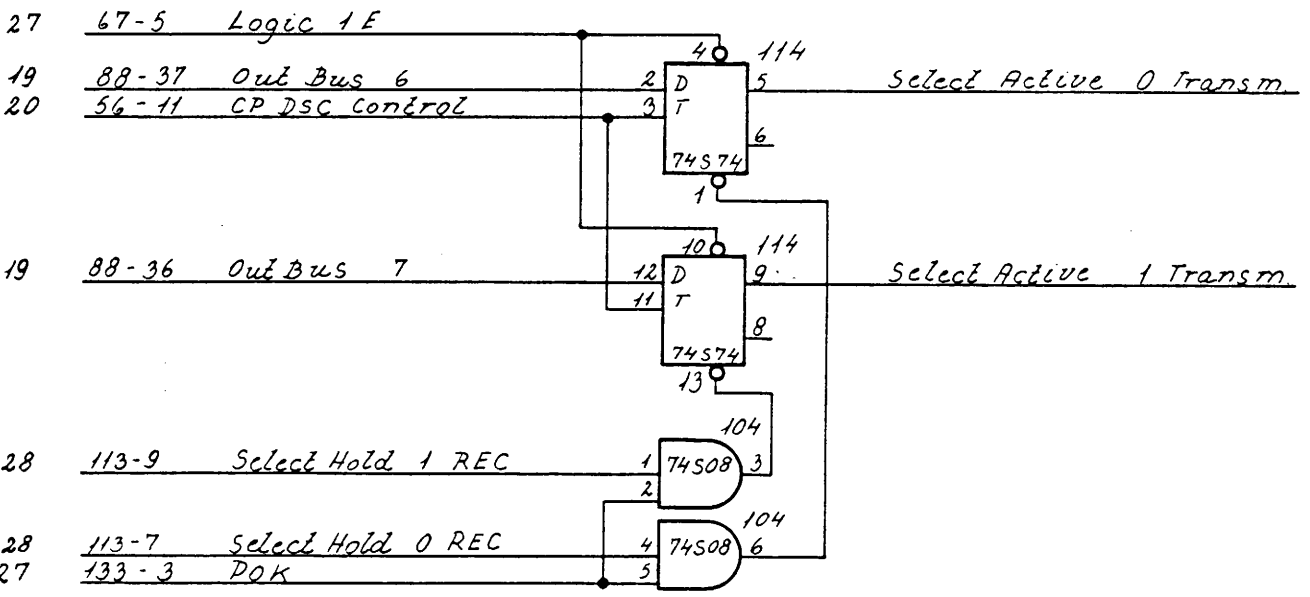 27 67-5 Logic 1 E
4 114
19 88-37 Out Bus 6 2 D 5 Select Active 0 Transm.
20 56-11 CP DSC Control 3 T
6
74S74
1
10 114
19 88-36 Out Bus 7 12 D 9 Select Active 1 Transm.
11 T
8
74S74
13
104
28 113-9 Select Hold 1 REC 1 74S08 3
2
104
28 113-7 Select Hold 0 REC 4 74S08 6
27 133-3 POK 5